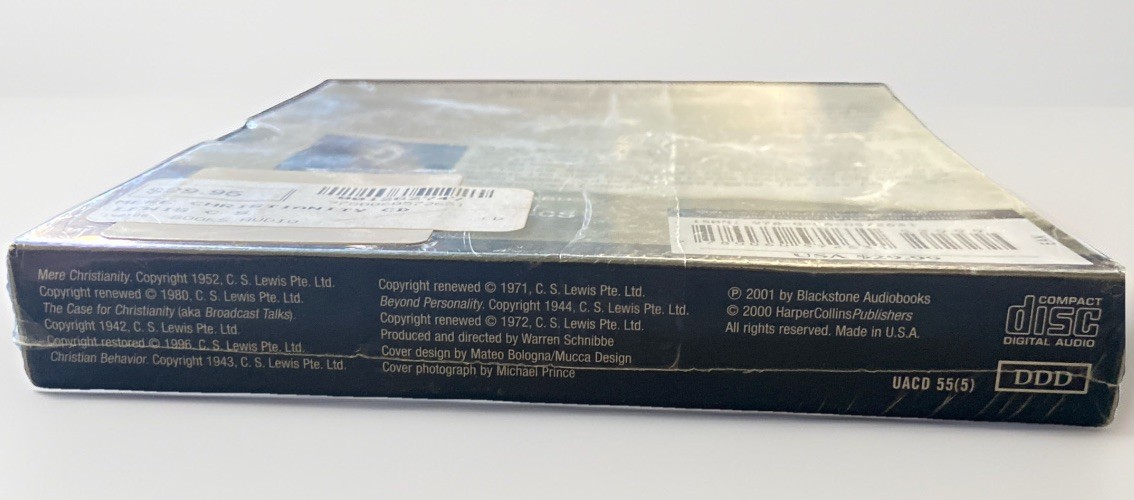 $29.95
MERE CHRISTIANITY CD
C S
CD
USA $29.99
Mere Christianity. Copyright 1952, C. S. Lewis Pte. Ltd.
Copyright renewed © 1980, C. S. Lewis Pte. Ltd.
The Case for Christianity (aka Broadcast Talks).
Copyright 1942, C. S. Lewis Pte. Ltd.
Copyright restored © 1996, C. S. Lewis Pte. Ltd.
Christian Behavior. Copyright 1943, C. S. Lewis Pte. Ltd.
Copyright renewed © 1971, C. S. Lewis Pte. Ltd.
Beyond Personality. Copyright 1944, C. S. Lewis Pte. Ltd.
Copyright renewed © 1972, C. S. Lewis Pte. Ltd.
Produced and directed by Warren Schnibbe
Cover design by Mateo Bologna/Mucca Design
Cover photograph by Michael Prince
℗ 2001 by Blackstone Audiobooks
© 2000 HarperCollinsPublishers
All rights reserved. Made in U.S.A.
COMPACT
disc
DIGITAL AUDIO
UACD 55(5)
DDD